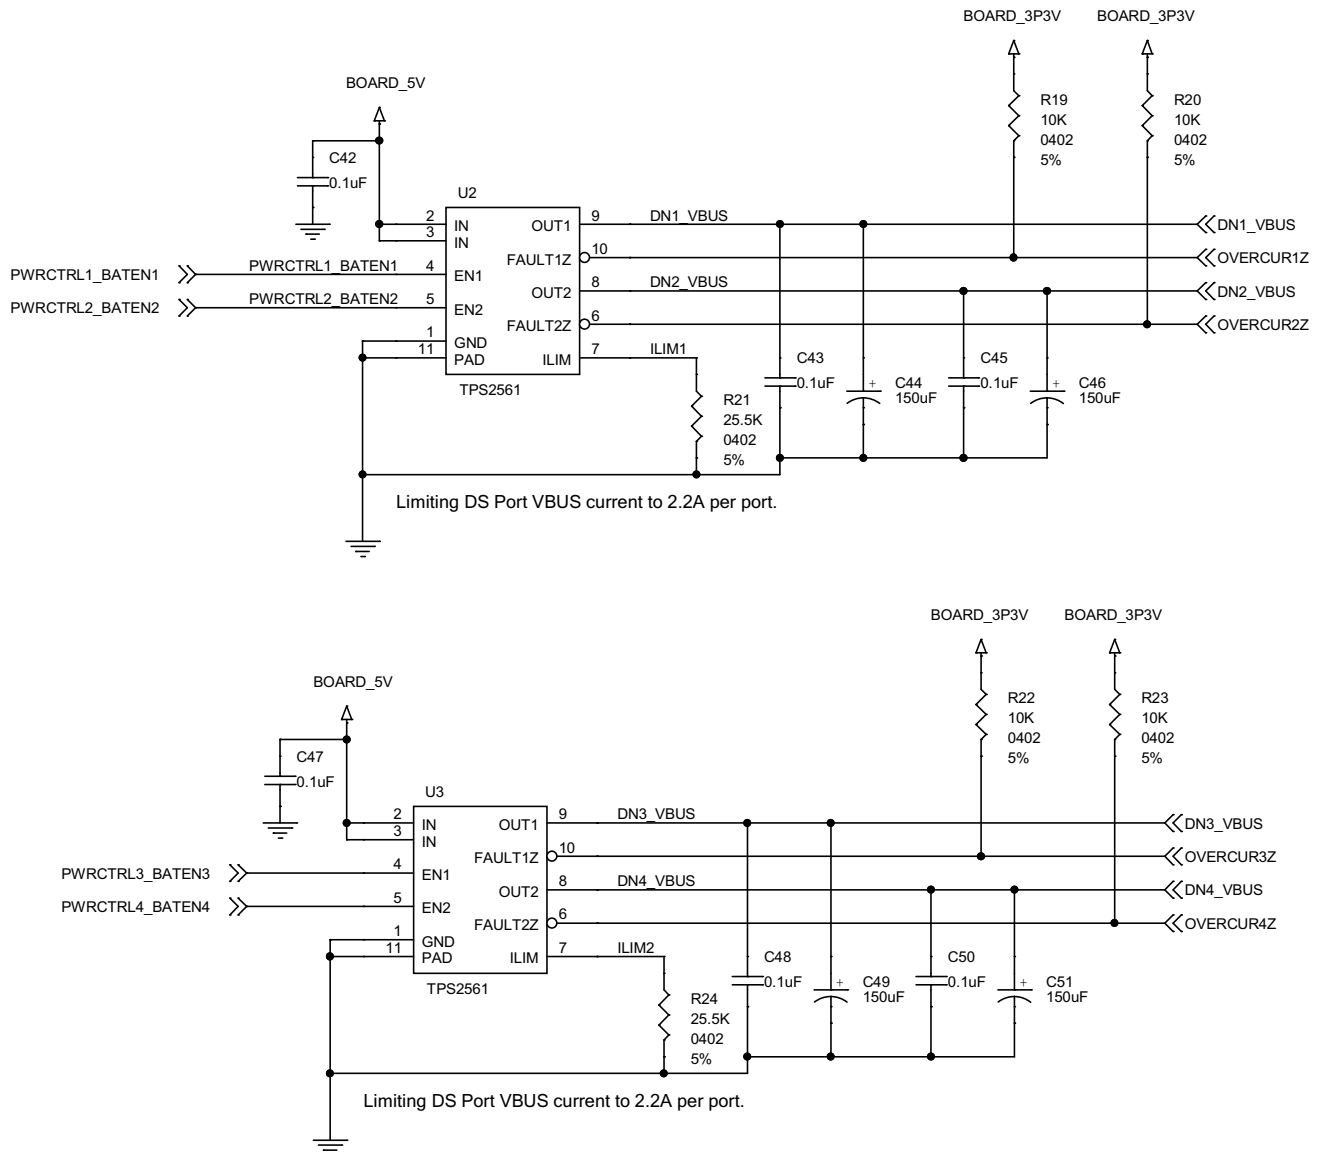 BOARD_3P3V BOARD_3P3V
BOARD_5V
R19
10K
0402
5%
R20
10K
0402
5%
C42
0.1uF
U2
2 IN
3 IN
PWRCTRL1_BATEN1 PWRCTRL1_BATEN1 4 EN1
PWRCTRL2_BATEN2 PWRCTRL2_BATEN2 5 EN2
1 GND
11 PAD
OUT1 9 DN1_VBUS DN1_VBUS
FAULT1Z 10 OVERCUR1Z
OUT2 8 DN2_VBUS DN2_VBUS
FAULT2Z 6 OVERCUR2Z
ILIM 7 ILIM1
TPS2561
R21
25.5K
0402
5%
C43
0.1uF
+
C44
150uF
C45
0.1uF
+
C46
150uF
Limiting DS Port VBUS current to 2.2A per port.
BOARD_3P3V BOARD_3P3V
BOARD_5V
R22
10K
0402
5%
R23
10K
0402
5%
C47
0.1uF
U3
2 IN
3 IN
PWRCTRL3_BATEN3 4 EN1
PWRCTRL4_BATEN4 5 EN2
1 GND
11 PAD
OUT1 9 DN3_VBUS DN3_VBUS
FAULT1Z 10 OVERCUR3Z
OUT2 8 DN4_VBUS DN4_VBUS
FAULT2Z 6 OVERCUR4Z
ILIM 7 ILIM2
TPS2561
R24
25.5K
0402
5%
C48
0.1uF
+
C49
150uF
C50
0.1uF
+
C51
150uF
Limiting DS Port VBUS current to 2.2A per port.